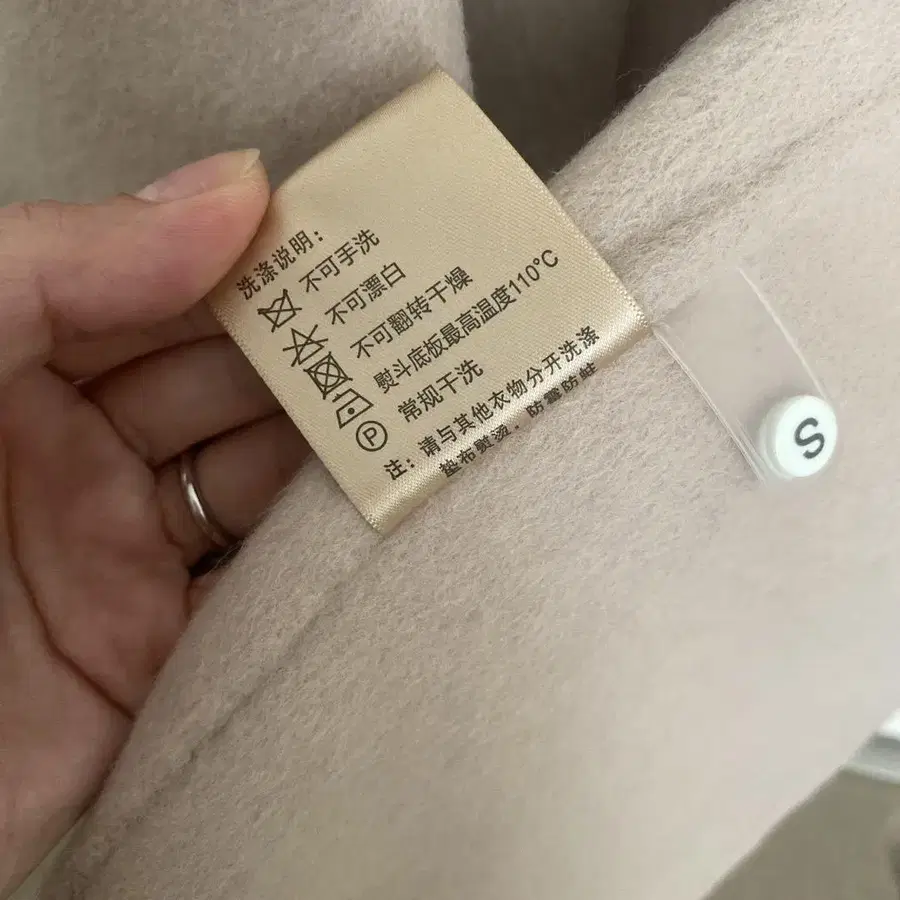 洗涤说明：
不可手洗
不可漂白
不可翻转干燥
熨斗底板最高温度110°C
P 常规干洗
注：请与其他衣物分开洗涤
垫布熨烫，防霉防蛀
S